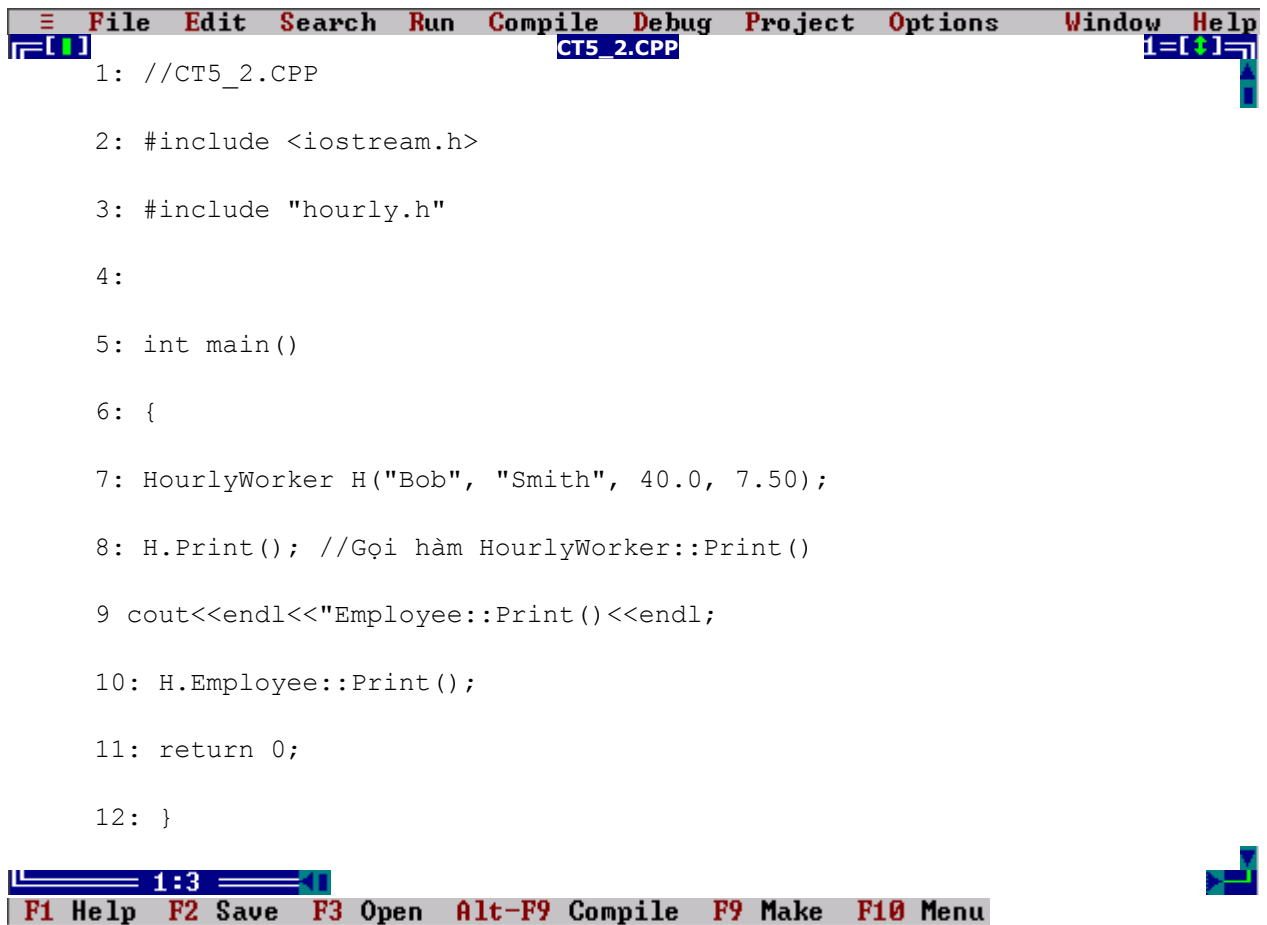 ≡ File Edit Search Run Compile Debug Project Options Window Help
[▮] CT5_2.CPP 1=[↕]
1: //CT5_2.CPP
2: #include <iostream.h>
3: #include "hourly.h"
4:
5: int main()
6: {
7: HourlyWorker H("Bob", "Smith", 40.0, 7.50);
8: H.Print(); //Gọi hàm HourlyWorker::Print()
9 cout<<endl<<"Employee::Print()<<endl;
10: H.Employee::Print();
11: return 0;
12: }
1:3
F1 Help F2 Save F3 Open Alt-F9 Compile F9 Make F10 Menu